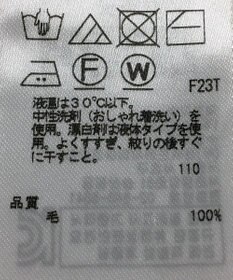 F
W
F23T
液温は30℃以下。
中性洗剤（おしゃれ着洗い）を
使用。漂白剤は液体タイプを使
用。よくすすぎ、絞りの後すぐ
に干すこと。
110
品質
毛 100%